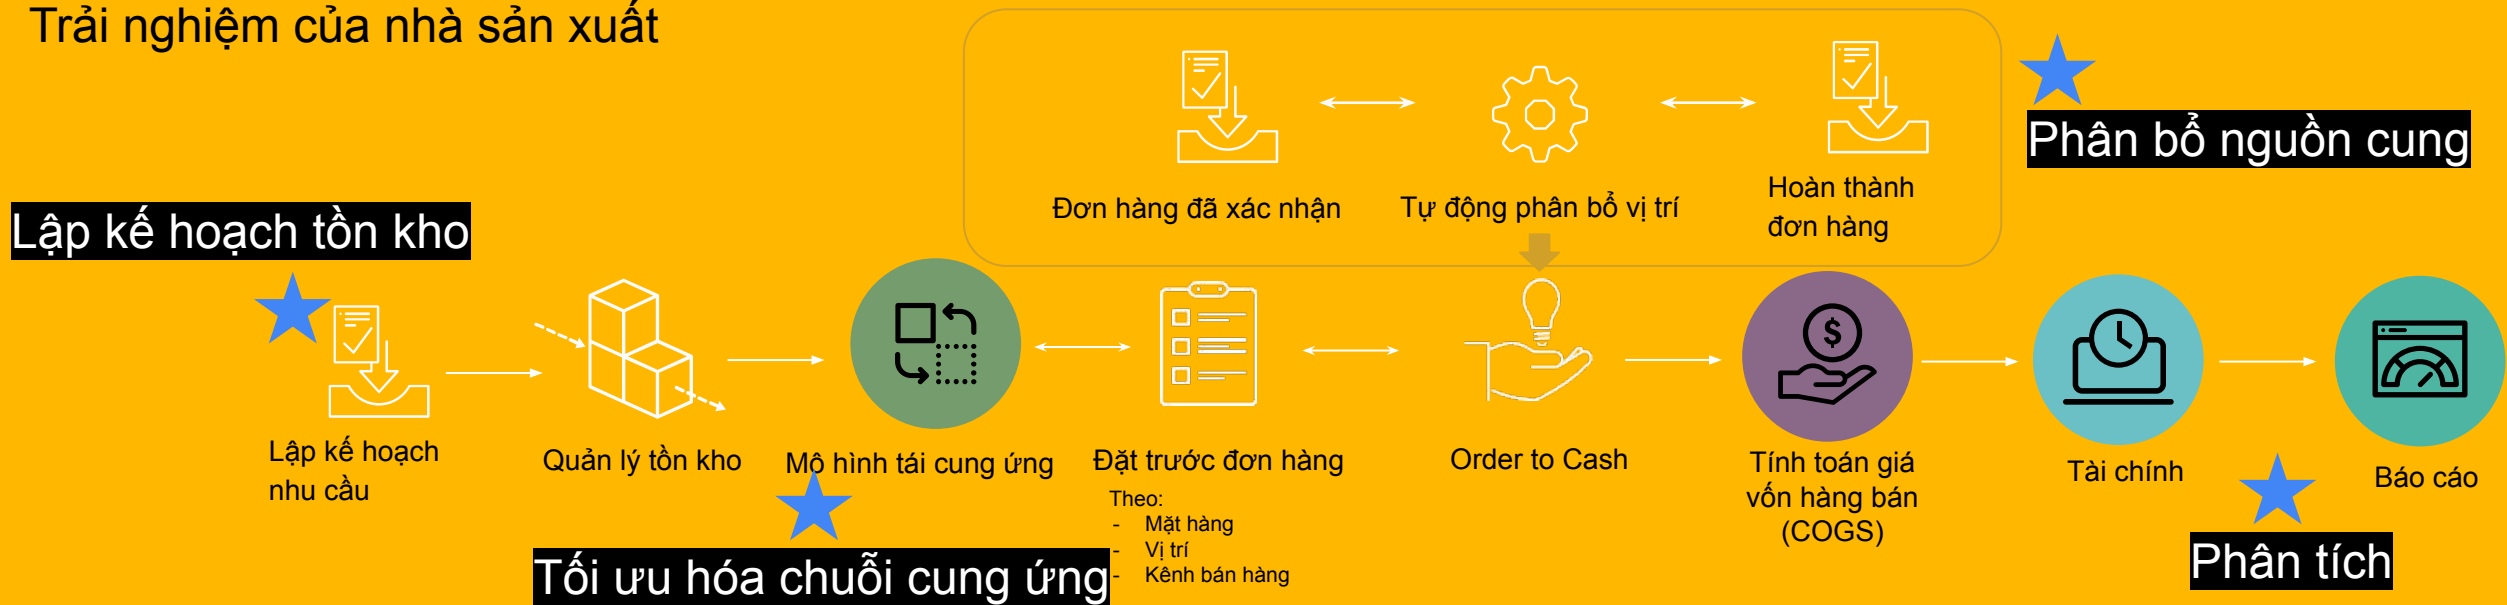 Trải nghiệm của nhà sản xuất
Đơn hàng đã xác nhận
Tự động phân bổ vị trí
Hoàn thành
đơn hàng
Phân bổ nguồn cung
Lập kế hoạch tồn kho
Lập kế hoạch
nhu cầu
Quản lý tồn kho
Mô hình tái cung ứng
Đặt trước đơn hàng
Theo:
- Mặt hàng
- Vị trí
- Kênh bán hàng
Order to Cash
$
Tính toán giá
vốn hàng bán
(COGS)
Tài chính
Báo cáo
Tối ưu hóa chuỗi cung ứng
Phân tích